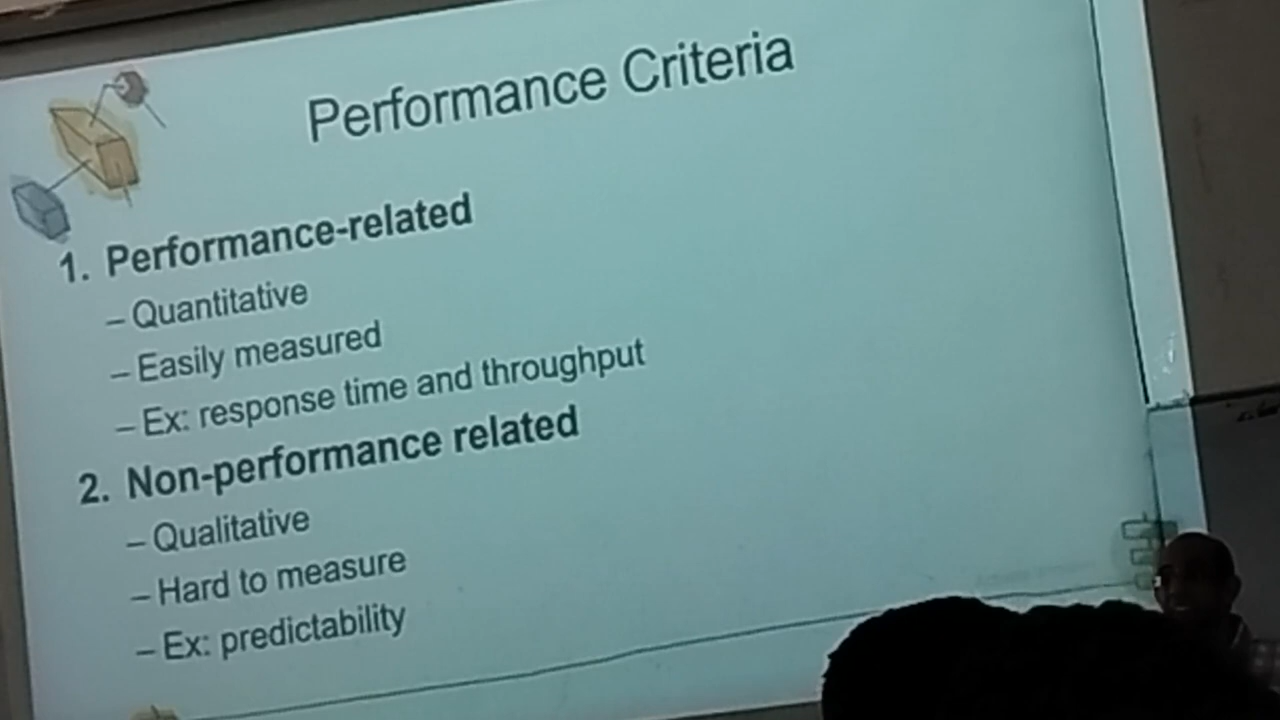 Performance Criteria
1. Performance-related
– Quantitative
– Easily measured
– Ex: response time and throughput
2. Non-performance related
– Qualitative
– Hard to measure
– Ex: predictability